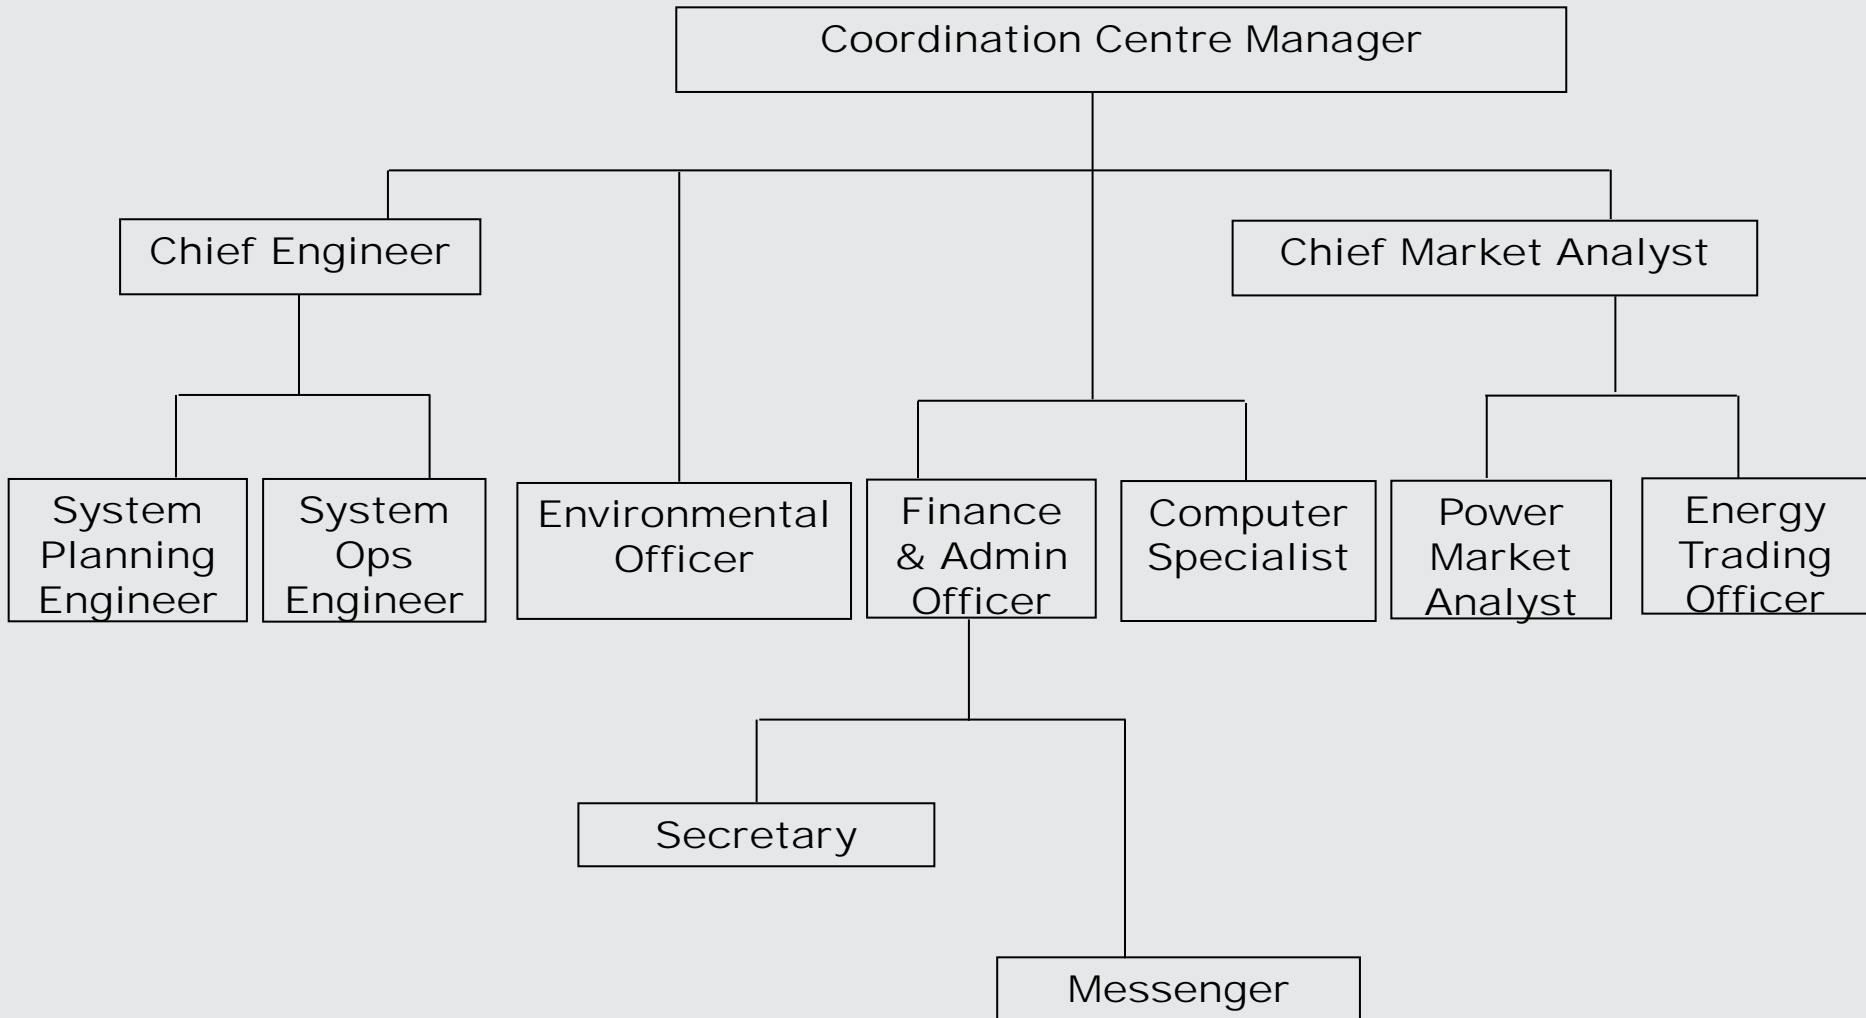 Coordination Centre Manager
Chief Engineer
Chief Market Analyst
System
Planning
Engineer
System
Ops
Engineer
Environmental
Officer
Finance
& Admin
Officer
Computer
Specialist
Power
Market
Analyst
Energy
Trading
Officer
Secretary
Messenger